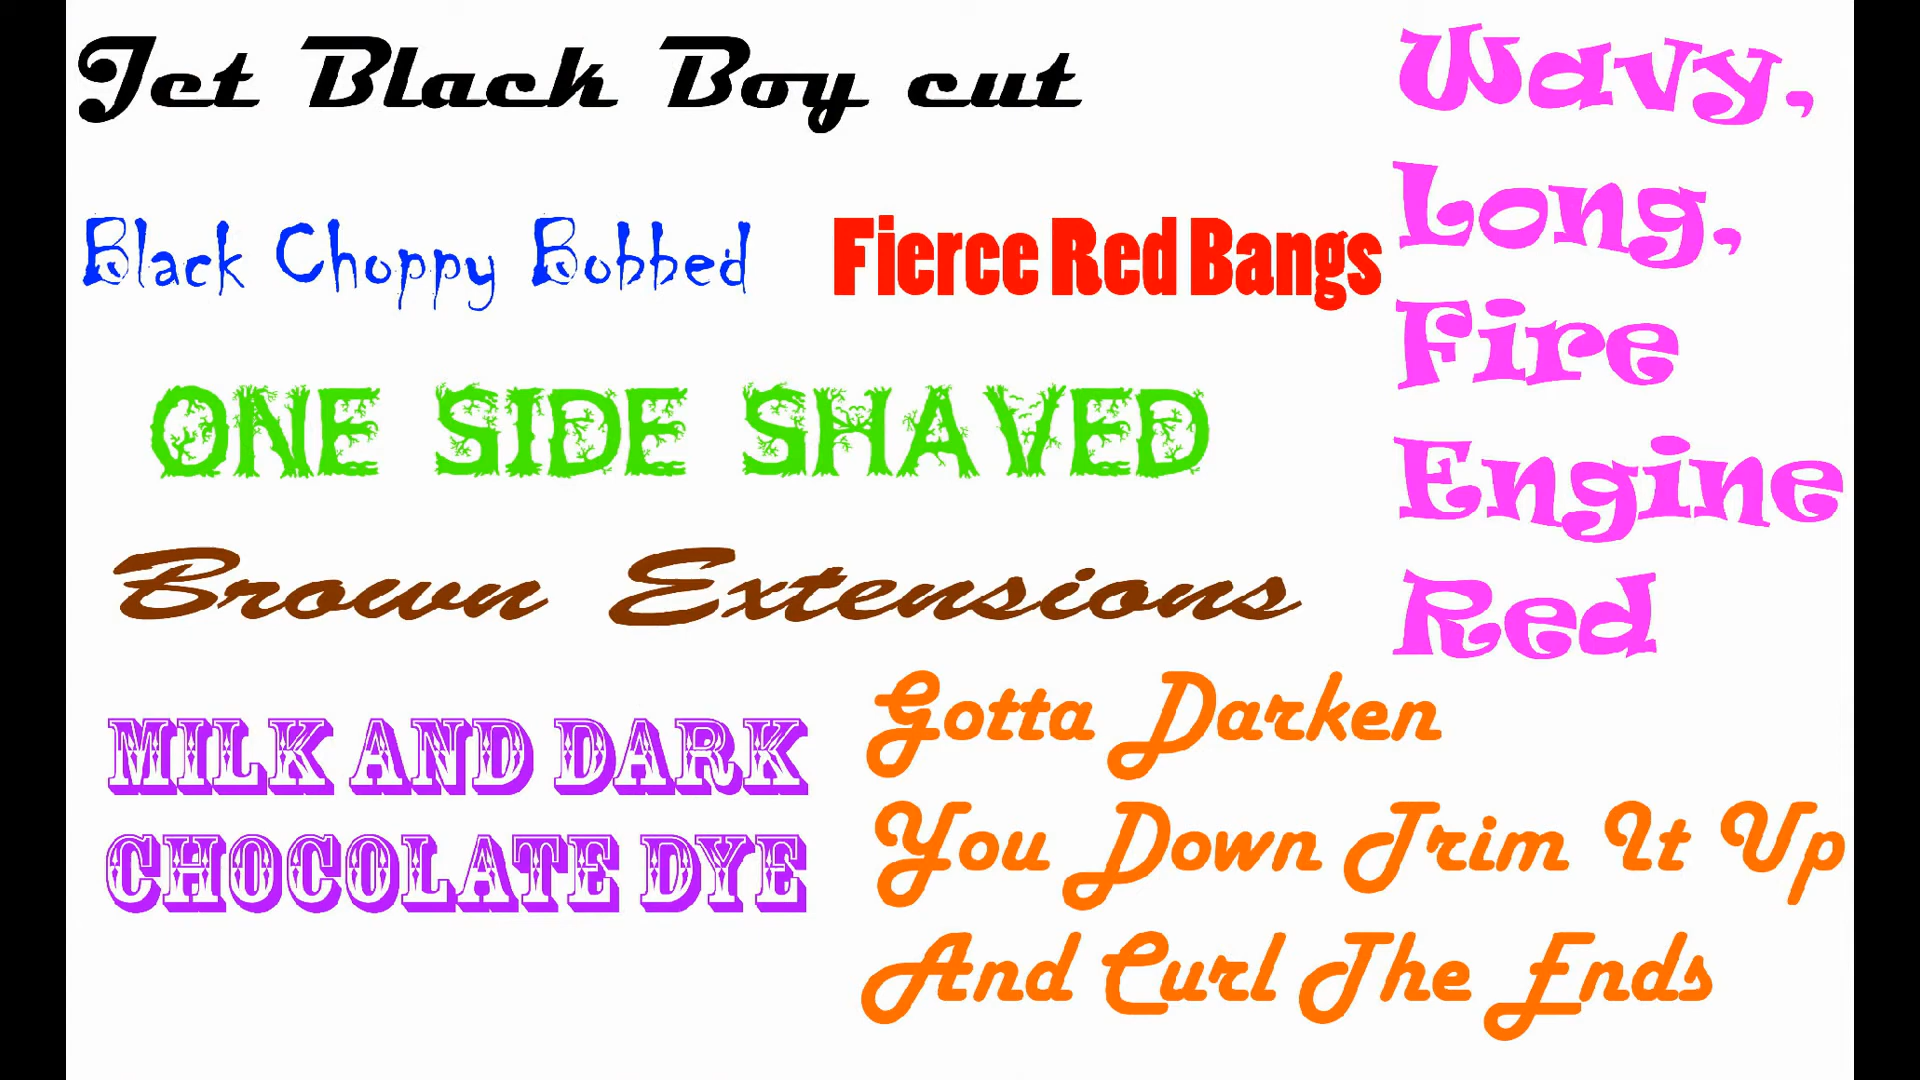 Jet Black Boy cut
Black Choppy Bobbed
Fierce Red Bangs
ONE SIDE SHAVED
Brown Extensions
MILK AND DARK
CHOCOLATE DYE
Wavy,
Long,
Fire
Engine
Red
Gotta Darken
You Down Trim It Up
And Curl The Ends